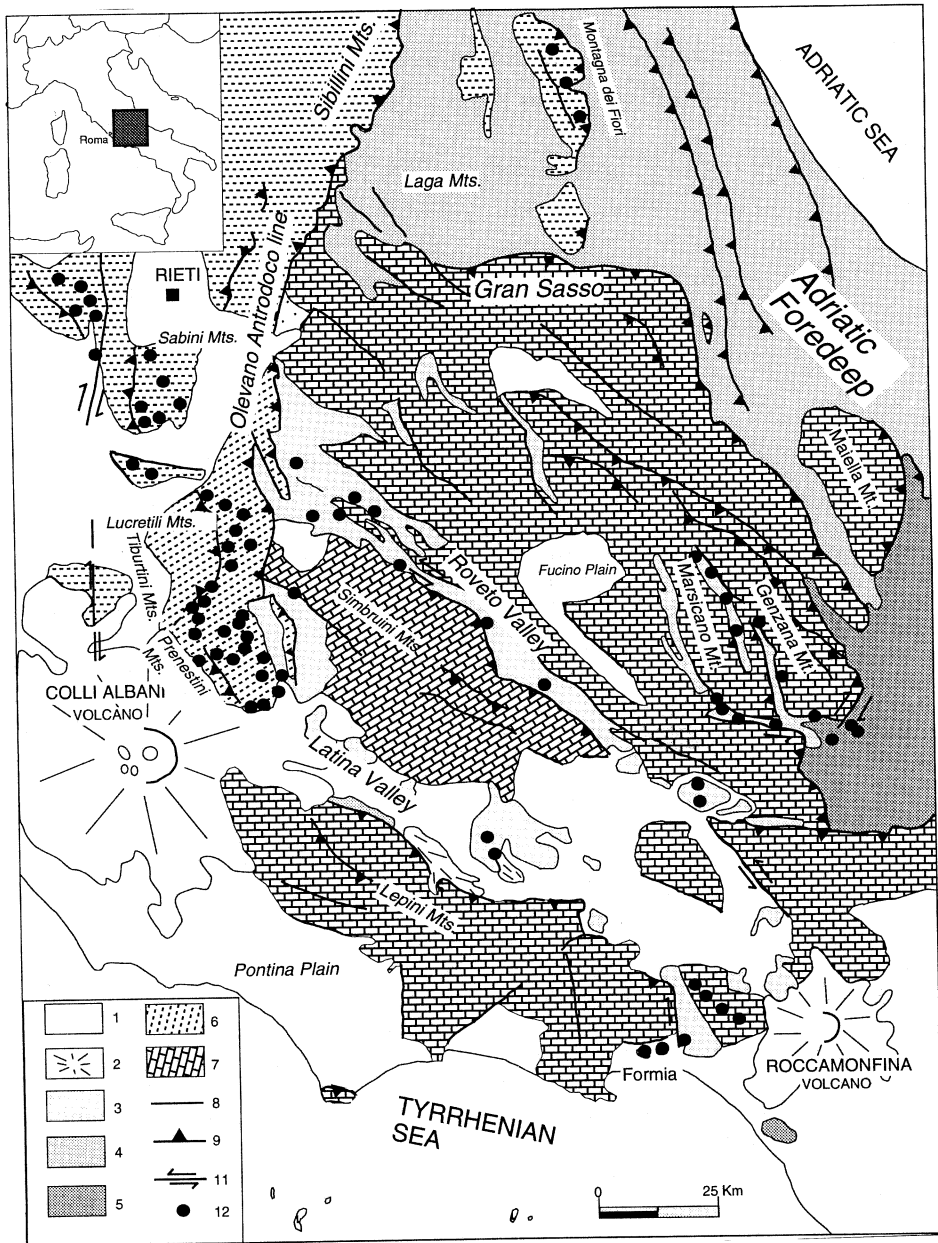 Roma
Sibillini Mts.
Montagna dei Fiori
ADRIATIC SEA
Laga Mts.
RIETI
Gran Sasso
Adriatic
Foredeep
Sabini Mts.
Olevano Antrodoco line
Maiella Mt.
Lucretili Mts.
Tiburtini Mts.
Roveto Valley
Fucino Plain
Marsicano Mt.
Genzana Mt.
Simbruini Mts.
Prenestini
Mts.
COLLI ALBANI
VOLCANO
Latina Valley
Lepini Mts.
Pontina Plain
ROCCAMONFINA
VOLCANO
Formia
TYRRHENIAN
SEA
1
2
3
4
5
6
7
8
9
11
12
0 25 Km